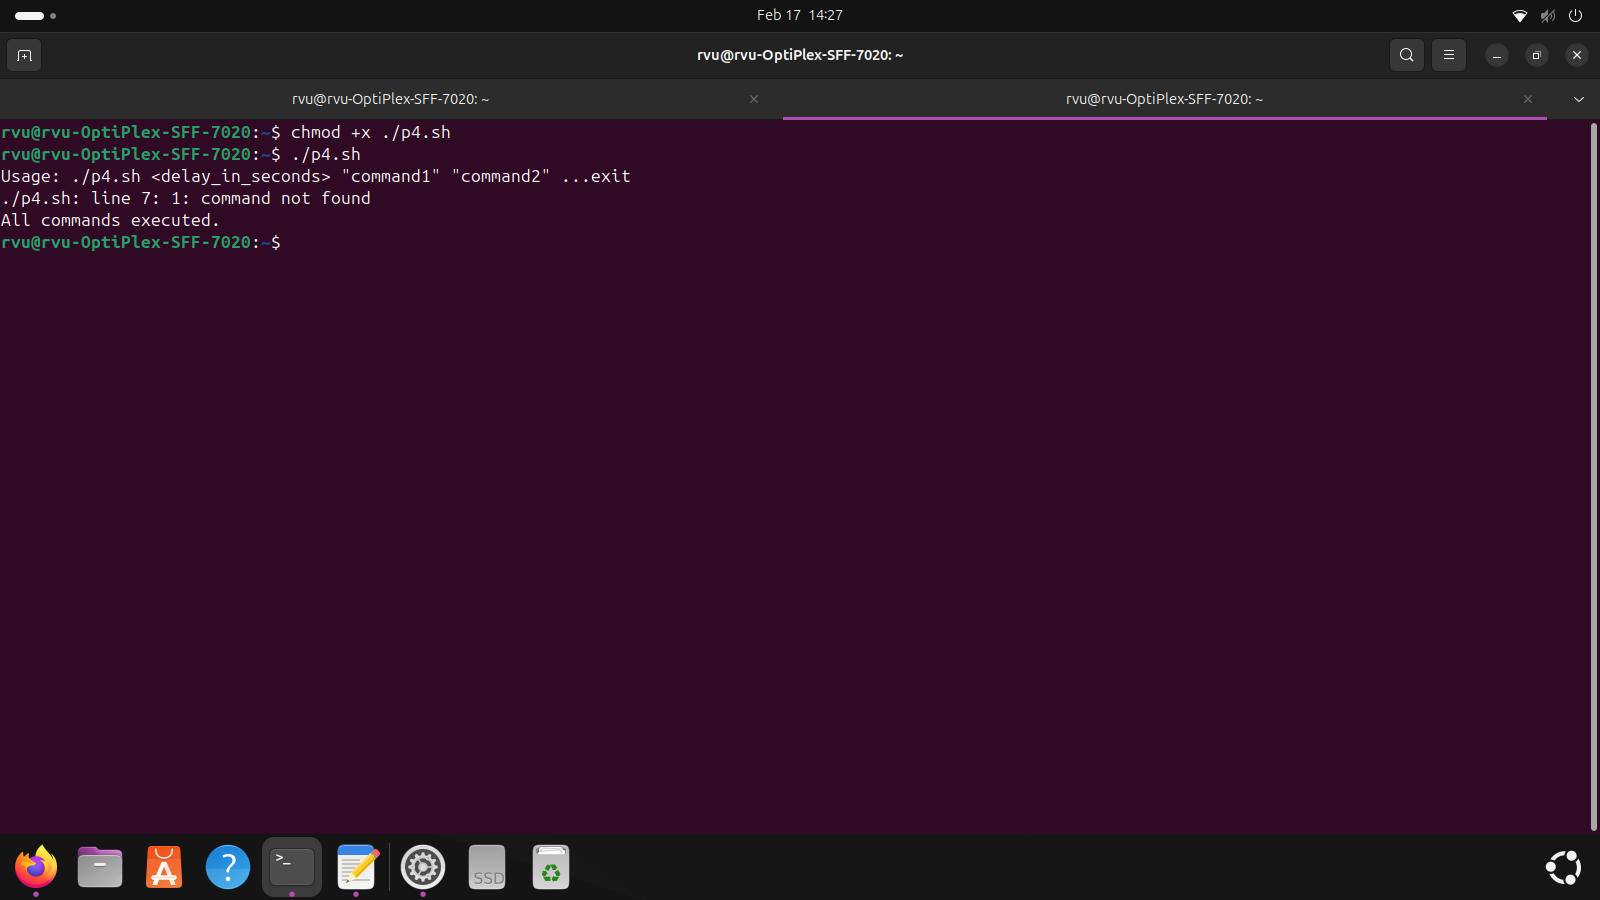 Feb 17 14:27
rvu@rvu-OptiPlex-SFF-7020: ~
rvu@rvu-OptiPlex-SFF-7020: ~
rvu@rvu-OptiPlex-SFF-7020: ~
rvu@rvu-OptiPlex-SFF-7020:~$ chmod +x ./p4.sh
rvu@rvu-OptiPlex-SFF-7020:~$ ./p4.sh
Usage: ./p4.sh <delay_in_seconds> "command1" "command2" ...exit
./p4.sh: line 7: 1: command not found
All commands executed.
rvu@rvu-OptiPlex-SFF-7020:~$
SSD